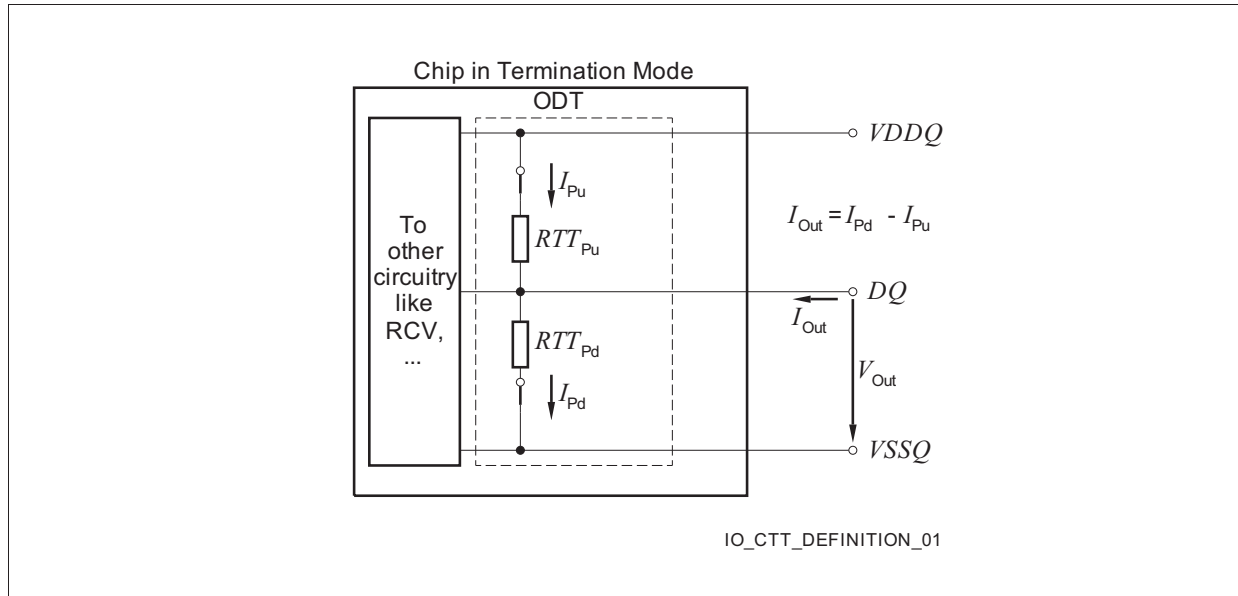 Chip in Termination Mode
ODT
VDDQ
IPu
To
other
circuitry
like
RCV,
...
RTTPu
IOut = IPd - IPu
DQ
IOut
RTTPd
VOut
IPd
VSSQ
IO_CTT_DEFINITION_01